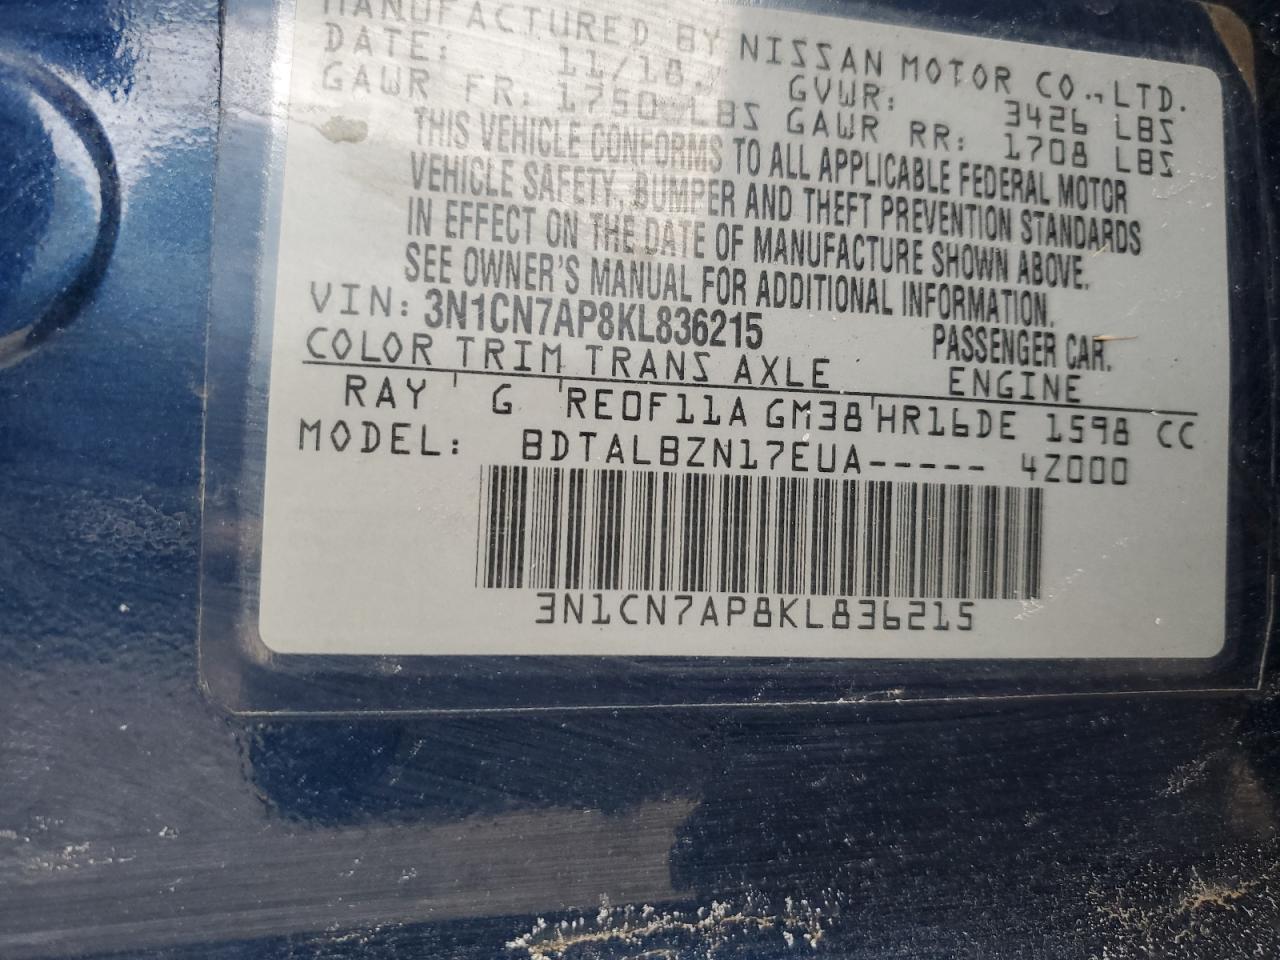 MANUFACTURED BY NISSAN MOTOR CO.,LTD.
DATE: 11/18. GVWR: 3426 LBS
GAWR FR: 1750 LBS GAWR RR: 1708 LBS
THIS VEHICLE CONFORMS TO ALL APPLICABLE FEDERAL MOTOR
VEHICLE SAFETY, BUMPER AND THEFT PREVENTION STANDARDS
IN EFFECT ON THE DATE OF MANUFACTURE SHOWN ABOVE.
SEE OWNER'S MANUAL FOR ADDITIONAL INFORMATION.
VIN: 3N1CN7AP8KL836215 PASSENGER CAR.
COLOR TRIM TRANS AXLE ENGINE
RAY G RE0F11A GM38 HR16DE 1598 CC
MODEL: BDTALBZN17EUA----- 4Z000
3N1CN7AP8KL836215